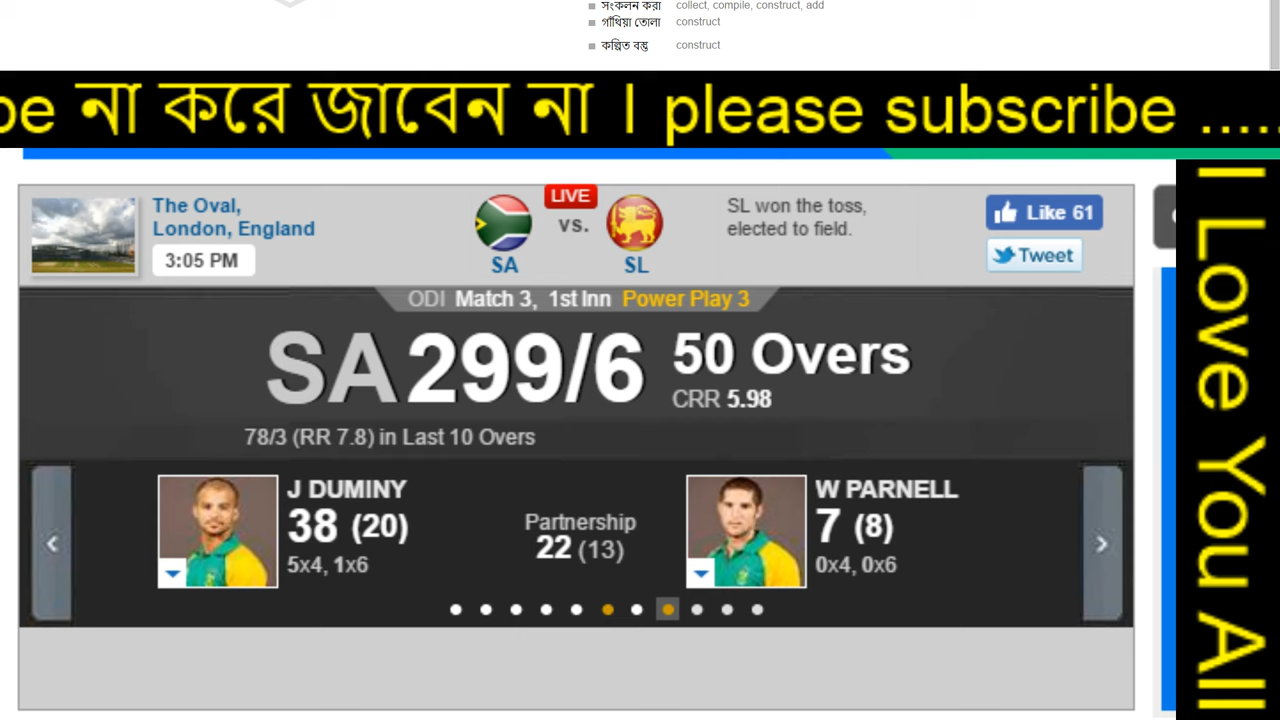 সংকলন করা collect, compile, construct, add
গাঁথিয়া তোলা construct
কল্পিত বস্তু construct
be না করে জাবেন না । please subscribe .....
The Oval,
London, England
3:05 PM
LIVE
vs.
SA
SL
SL won the toss,
elected to field.
Like 61
Tweet
ODI Match 3, 1st Inn Power Play 3
SA 299/6
50 Overs
CRR 5.98
78/3 (RR 7.8) in Last 10 Overs
J DUMINY
38 (20)
5x4, 1x6
Partnership
22 (13)
W PARNELL
7 (8)
0x4, 0x6
I Love You All